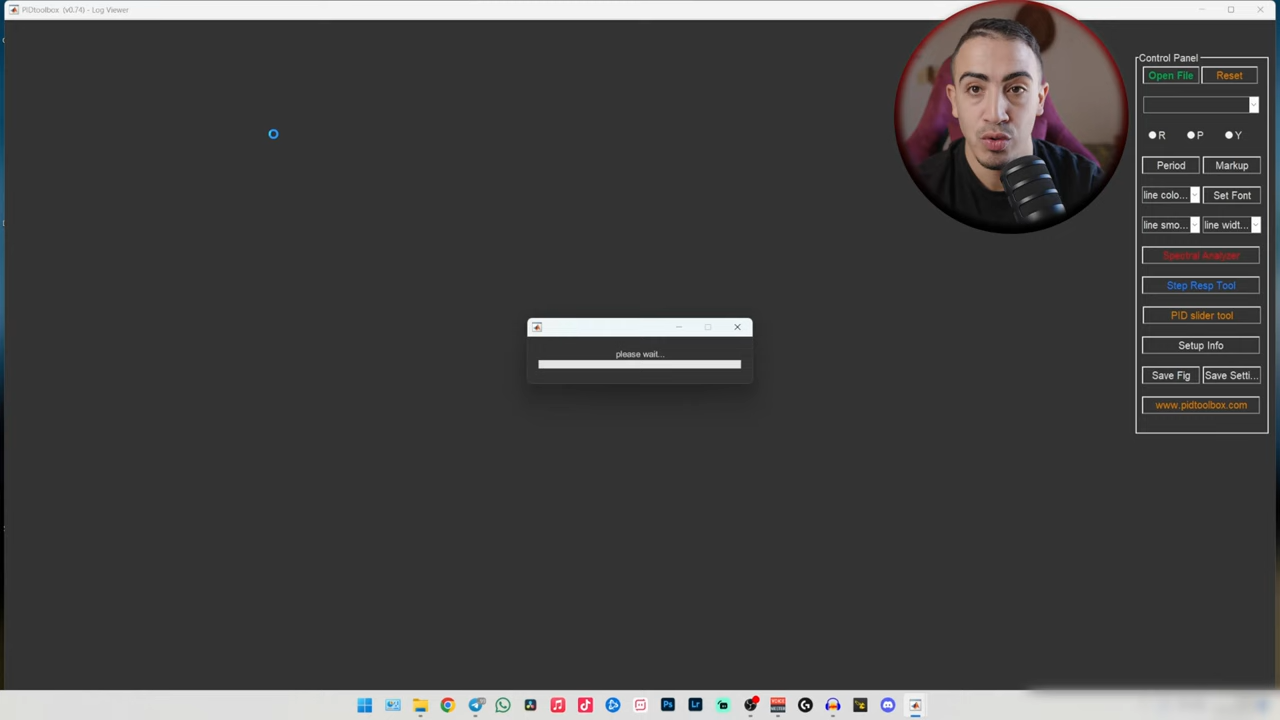 PIDtoolbox (v0.74) - Log Viewer
Control Panel
Open File Reset
R P Y
Period Markup
line colo... Set Font
line smo... line widt...
Spectral Analyzer
Step Resp Tool
PID slider tool
Setup Info
Save Fig Save Setti...
www.pidtoolbox.com
please wait...
Ps Lr